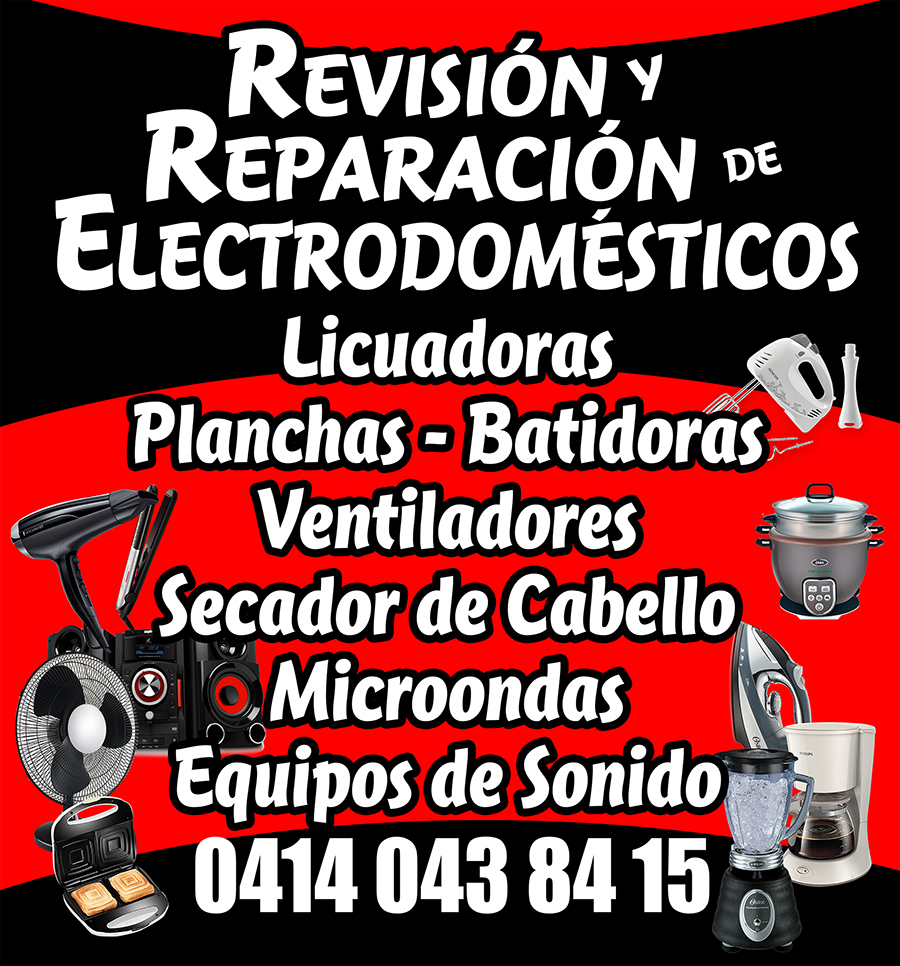 REVISIÓN Y
REPARACIÓN DE
ELECTRODOMÉSTICOS
Licuadoras
Planchas - Batidoras
Ventiladores
Secador de Cabello
Microondas
Equipos de Sonido
0414 043 84 15